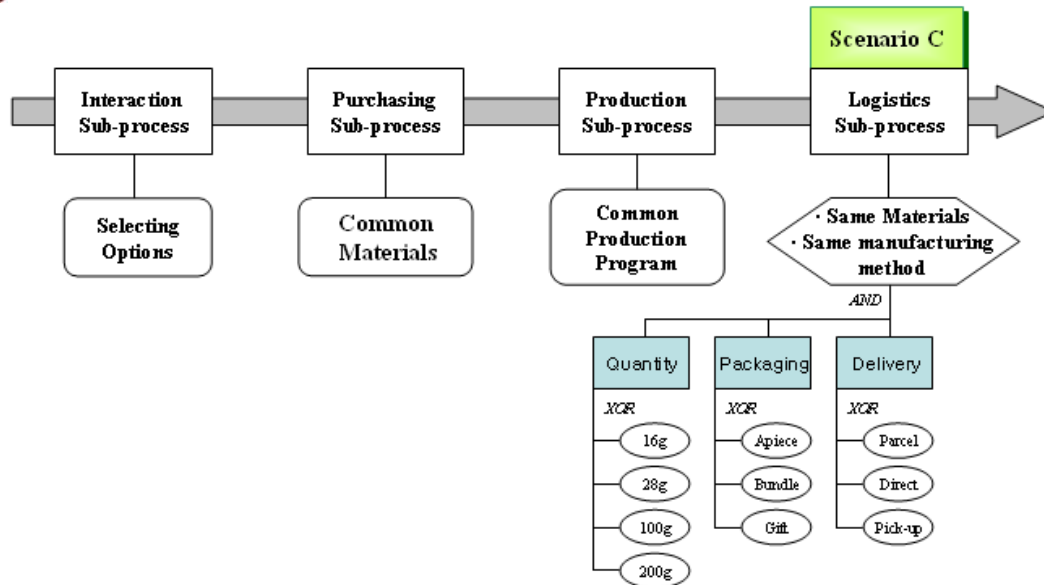 Scenario C
Interaction
Sub-process
Purchasing
Sub-process
Production
Sub-process
Logistics
Sub-process
Selecting
Options
Common
Materials
Common
Production
Program
· Same Materials
· Same manufacturing
method
AND
Quantity
Packaging
Delivery
XOR
XOR
XOR
16g
Apiece
Parcel
28g
Bundle
Direct
100g
Gift
Pick-up
200g